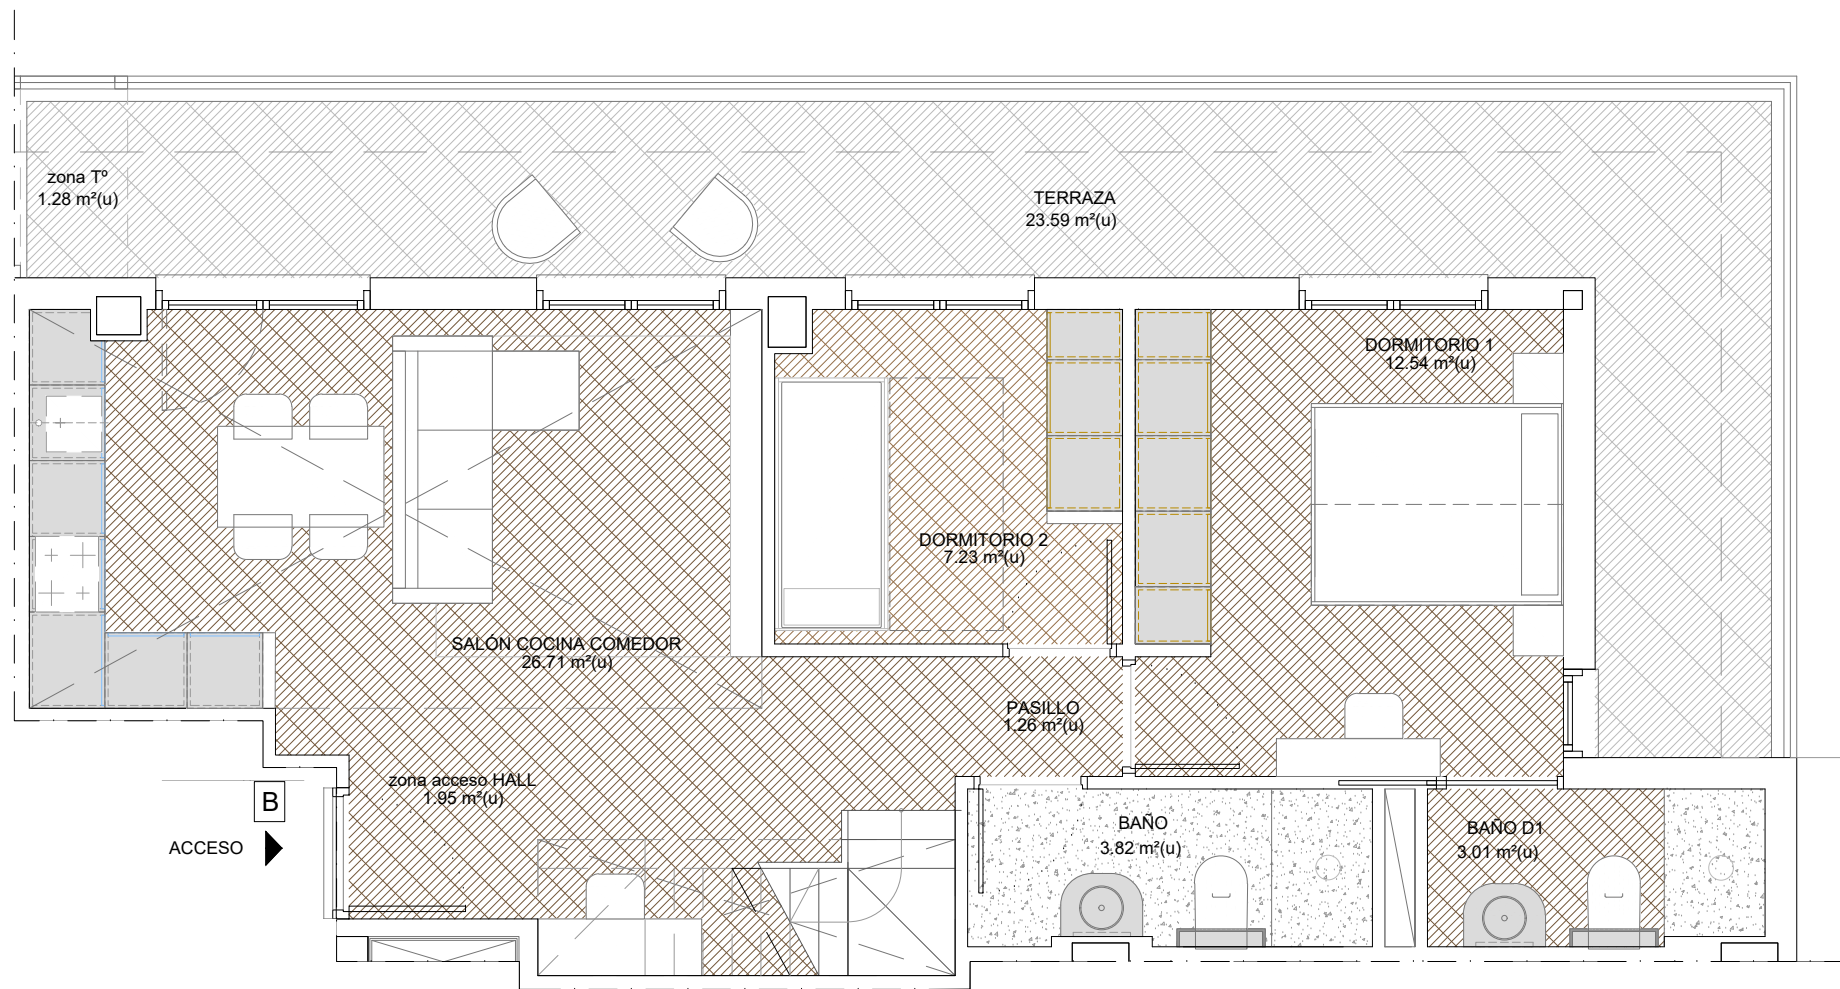 zona Tº
1.28 m²(u)
TERRAZA
23.59 m²(u)
DORMITORIO 1
12.54 m²(u)
DORMITORIO 2
7.23 m²(u)
SALÓN COCINA COMEDOR
26.71 m²(u)
PASILLO
1.26 m²(u)
zona acceso HALL
1.95 m²(u)
B
ACCESO
BAÑO
3.82 m²(u)
BAÑO D1
3.01 m²(u)